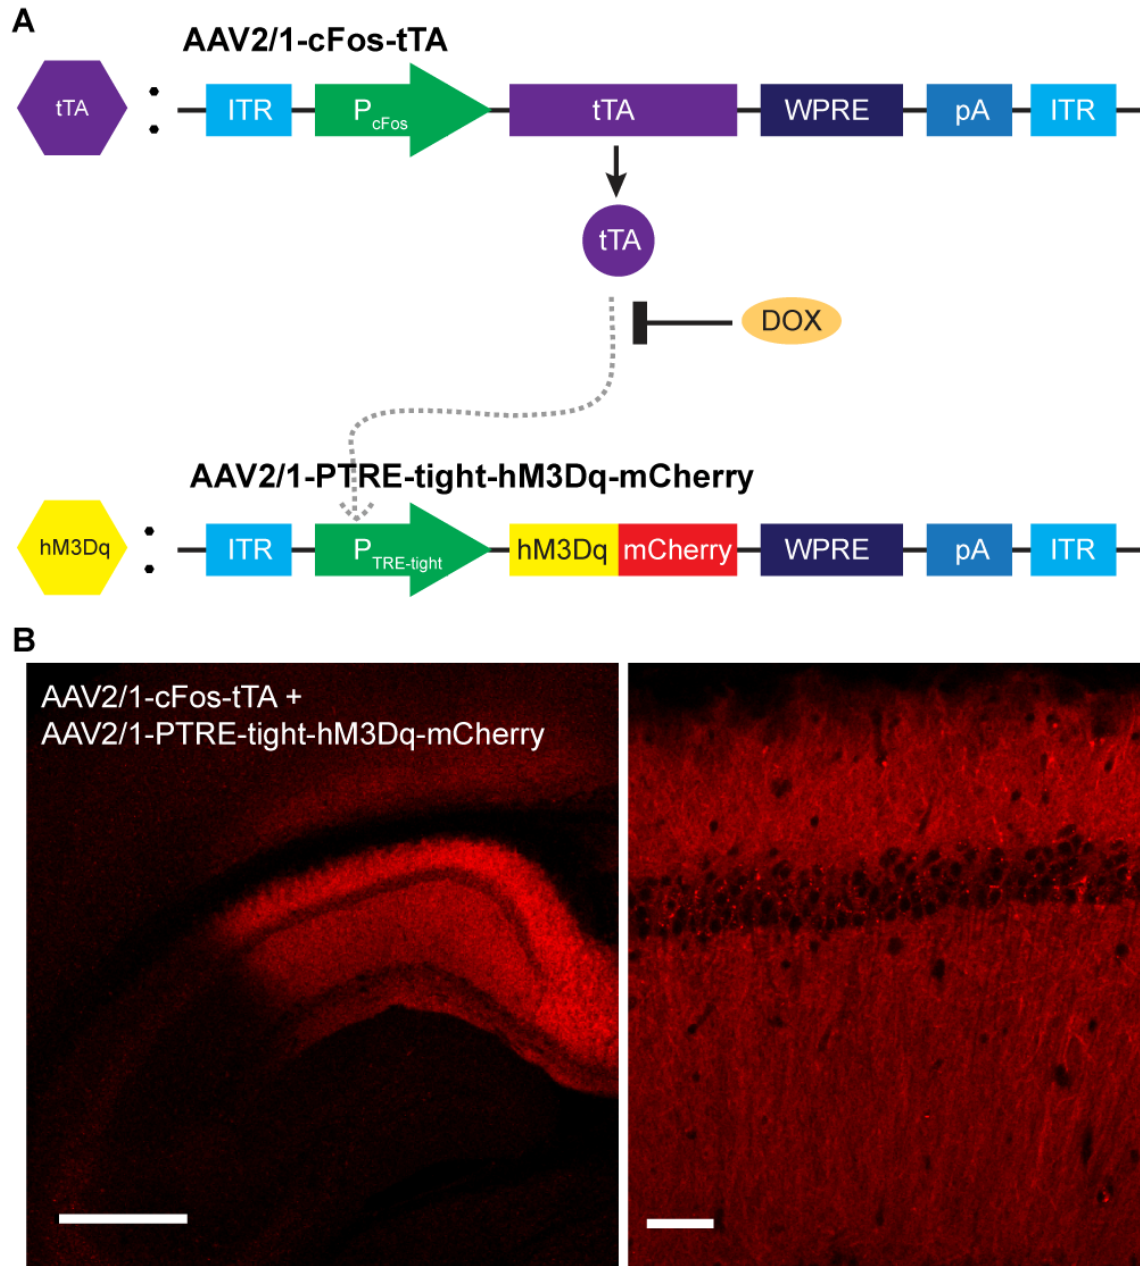 A
AAV2/1-cFos-tTA
tTA
ITR
PcFos
tTA
WPRE
pA
ITR
tTA
DOX
AAV2/1-PTRE-tight-hM3Dq-mCherry
hM3Dq
ITR
PTRE-tight
hM3Dq
mCherry
WPRE
pA
ITR
B
AAV2/1-cFos-tTA +
AAV2/1-PTRE-tight-hM3Dq-mCherry